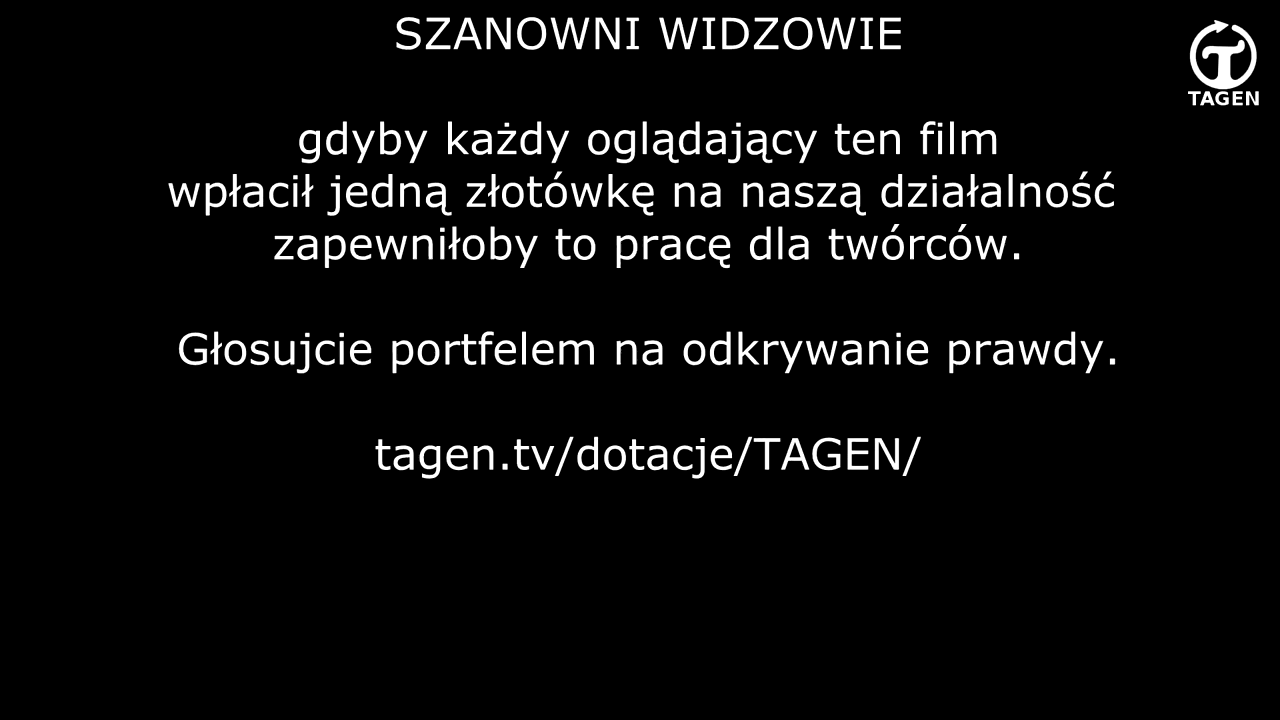 SZANOWNI WIDZOWIE
TAGEN
gdyby każdy oglądający ten film
wpłacił jedną złotówkę na naszą działalność
zapewniłoby to pracę dla twórców.
Głosujcie portfelem na odkrywanie prawdy.
tagen.tv/dotacje/TAGEN/